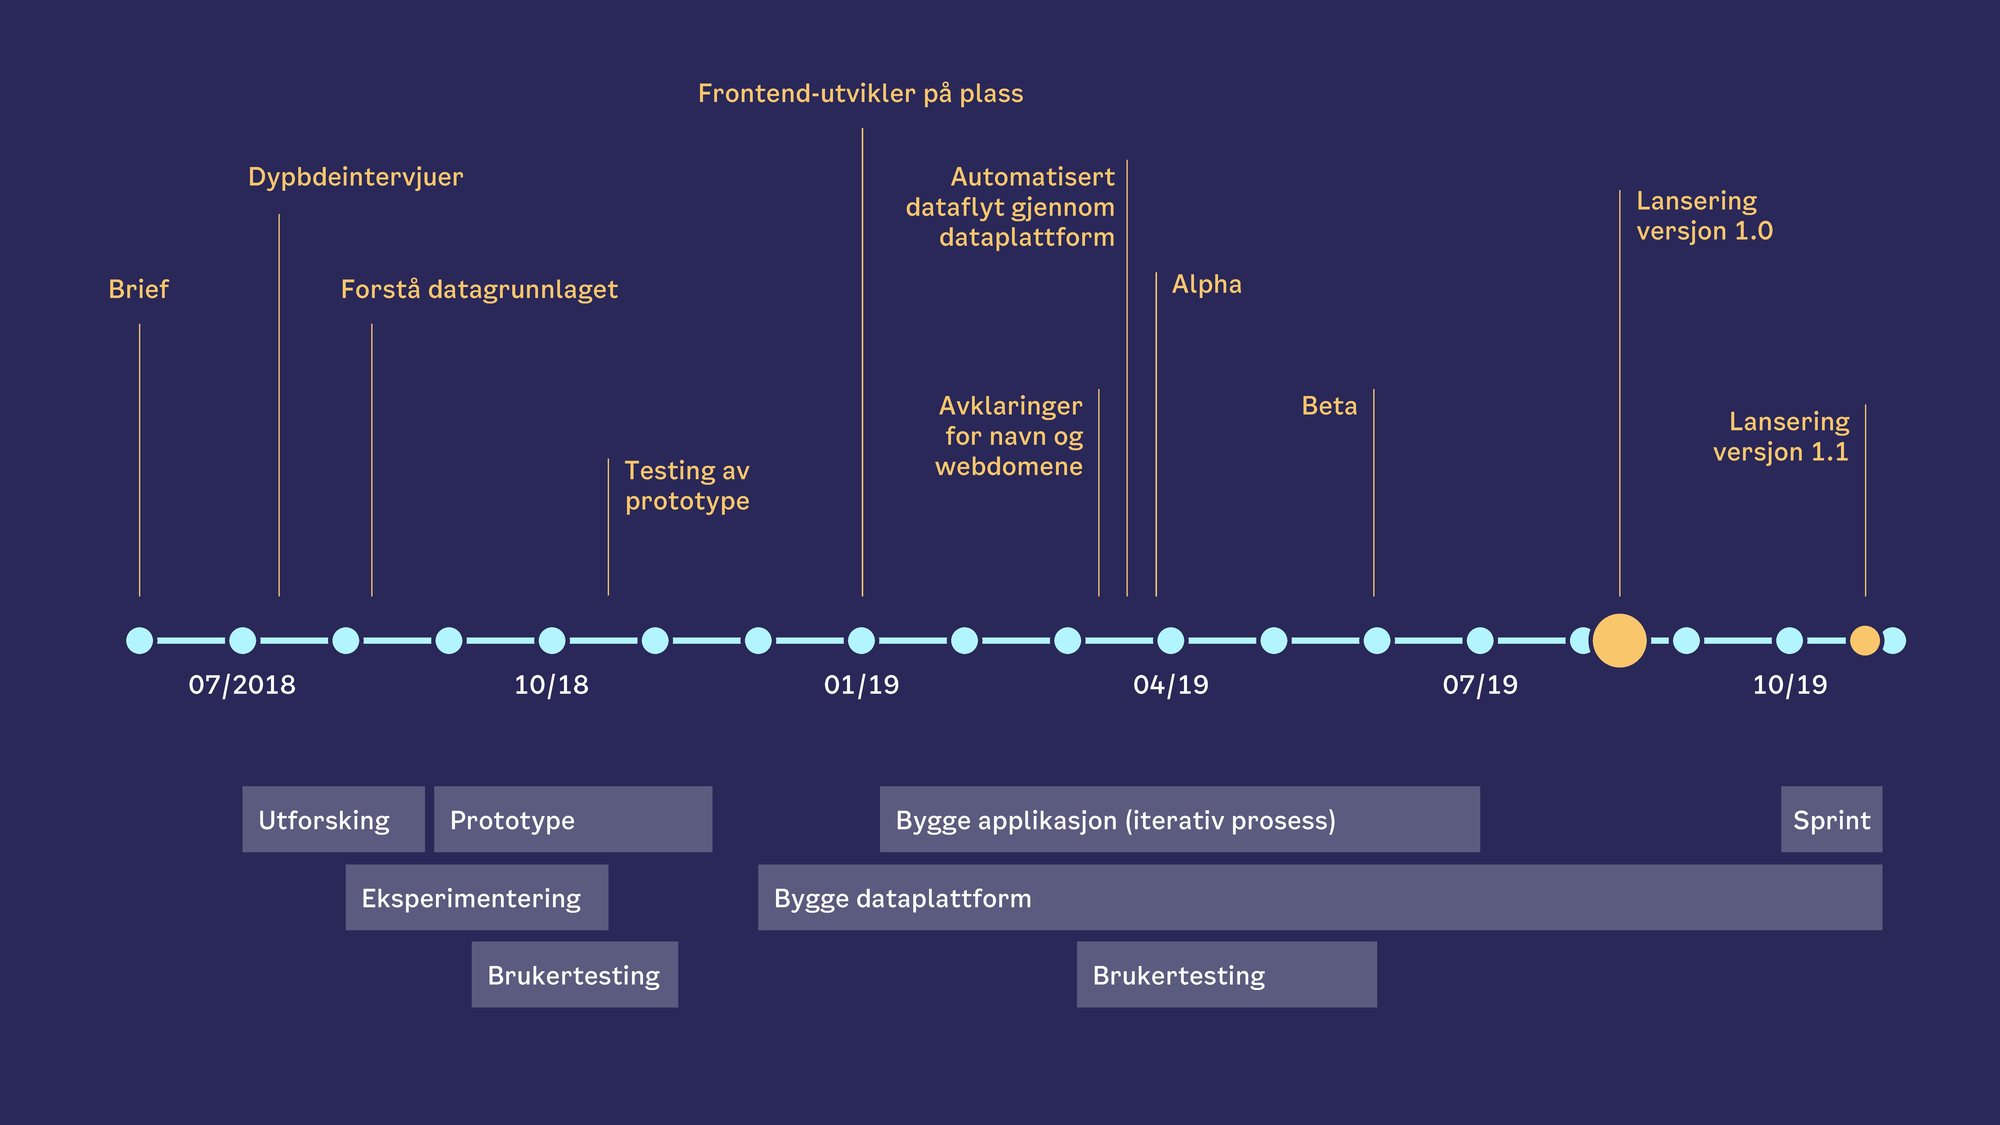 Frontend-utvikler på plass
Dypbdeintervjuer
Automatisert
dataflyt gjennom
dataplattform
Lansering
versjon 1.0
Brief
Forstå datagrunnlaget
Alpha
Avklaringer
for navn og
webdomene
Beta
Lansering
versjon 1.1
Testing av
prototype
07/2018
10/18
01/19
04/19
07/19
10/19
Utforsking
Prototype
Bygge applikasjon (iterativ prosess)
Sprint
Eksperimentering
Bygge dataplattform
Brukertesting
Brukertesting